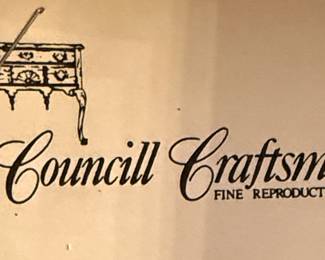 Councill Craftsm
FINE REPRODUCT